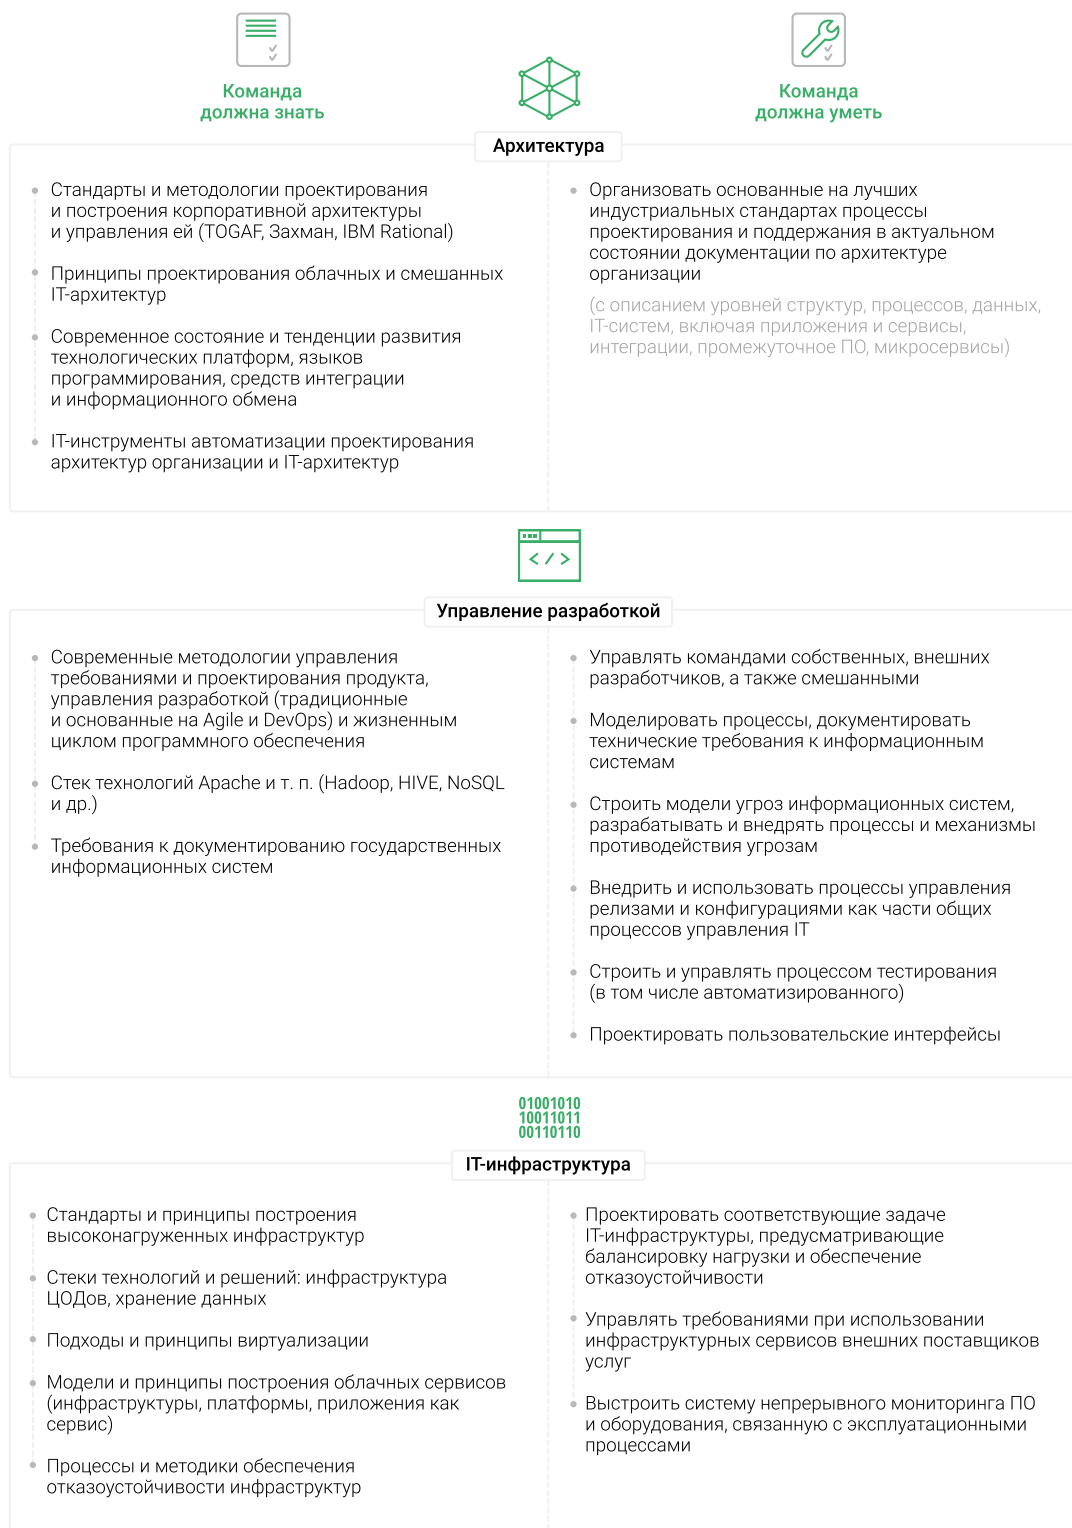 Команда
должна знать
Команда
должна уметь
Архитектура
Стандарты и методологии проектирования
и построения корпоративной архитектуры
и управления ей (TOGAF, Захман, IBM Rational)
Принципы проектирования облачных и смешанных
IT-архитектур
Современное состояние и тенденции развития
технологических платформ, языков
программирования, средств интеграции
и информационного обмена
IT-инструменты автоматизации проектирования
архитектур организации и IT-архитектур
Организовать основанные на лучших
индустриальных стандартах процессы
проектирования и поддержания в актуальном
состоянии документации по архитектуре
организации
(с описанием уровней структур, процессов, данных,
IT-систем, включая приложения и сервисы,
интеграции, промежуточное ПО, микросервисы)
Управление разработкой
Современные методологии управления
требованиями и проектирования продукта,
управления разработкой (традиционные
и основанные на Agile и DevOps) и жизненным
циклом программного обеспечения
Стек технологий Apache и т. п. (Hadoop, HIVE, NoSQL
и др.)
Требования к документированию государственных
информационных систем
Управлять командами собственных, внешних
разработчиков, а также смешанными
Моделировать процессы, документировать
технические требования к информационным
системам
Строить модели угроз информационных систем,
разрабатывать и внедрять процессы и механизмы
противодействия угрозам
Внедрить и использовать процессы управления
релизами и конфигурациями как части общих
процессов управления IT
Строить и управлять процессом тестирования
(в том числе автоматизированного)
Проектировать пользовательские интерфейсы
01001010
10011011
00110110
IT-инфраструктура
Стандарты и принципы построения
высоконагруженных инфраструктур
Стеки технологий и решений: инфраструктура
ЦОДов, хранение данных
Подходы и принципы виртуализации
Модели и принципы построения облачных сервисов
(инфраструктуры, платформы, приложения как
сервис)
Процессы и методики обеспечения
отказоустойчивости инфраструктур
Проектировать соответствующие задаче
IT-инфраструктуры, предусматривающие
балансировку нагрузки и обеспечение
отказоустойчивости
Управлять требованиями при использовании
инфраструктурных сервисов внешних поставщиков
услуг
Выстроить систему непрерывного мониторинга ПО
и оборудования, связанную с эксплуатационными
процессами